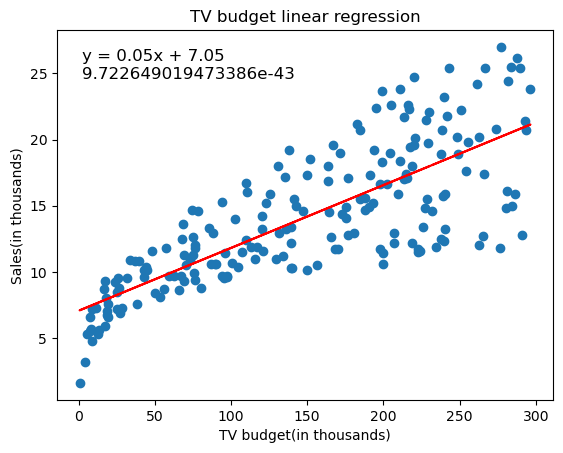 TV budget linear regression
y = 0.05x + 7.05
9.722649019473386e-43
Sales(in thousands)
25
20
15
10
5
0
50
100
150
200
250
300
TV budget(in thousands)